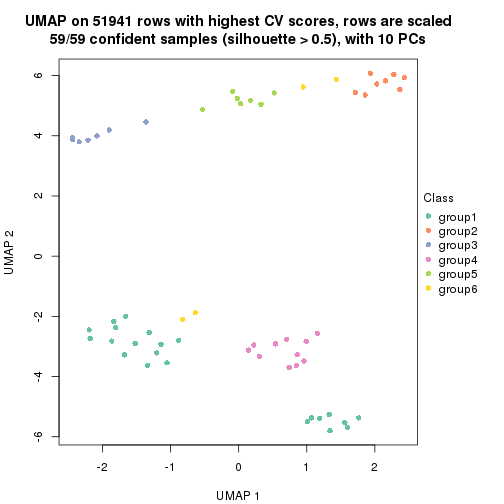 UMAP on 51941 rows with highest CV scores, rows are scaled
59/59 confident samples (silhouette > 0.5), with 10 PCs
6
4
2
0
-2
-4
-6
UMAP 2
-2
-1
0
1
2
UMAP 1
Class
group1
group2
group3
group4
group5
group6